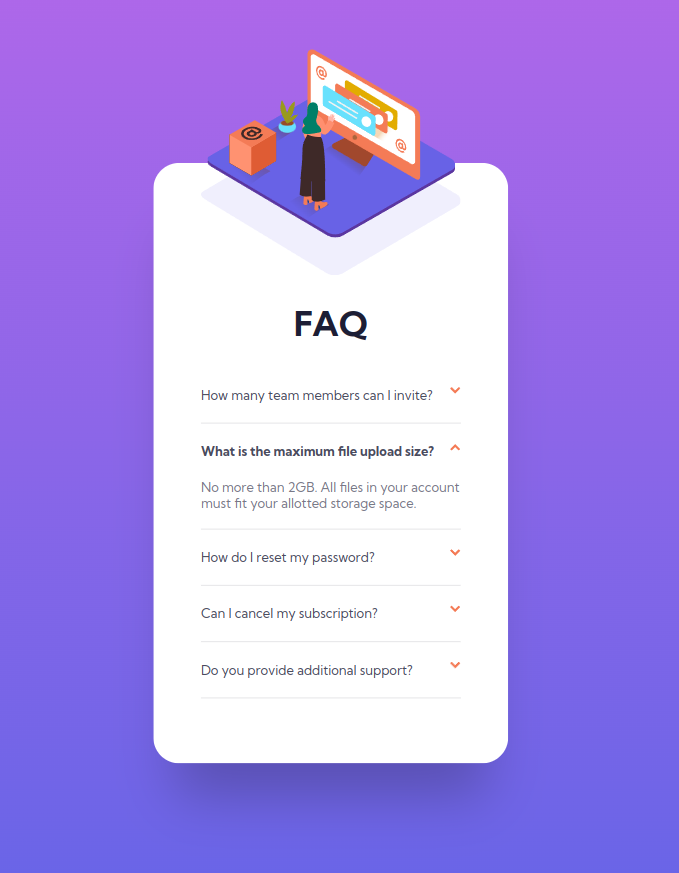 @
@
@
FAQ
How many team members can I invite?
What is the maximum file upload size?
No more than 2GB. All files in your account
must fit your allotted storage space.
How do I reset my password?
Can I cancel my subscription?
Do you provide additional support?